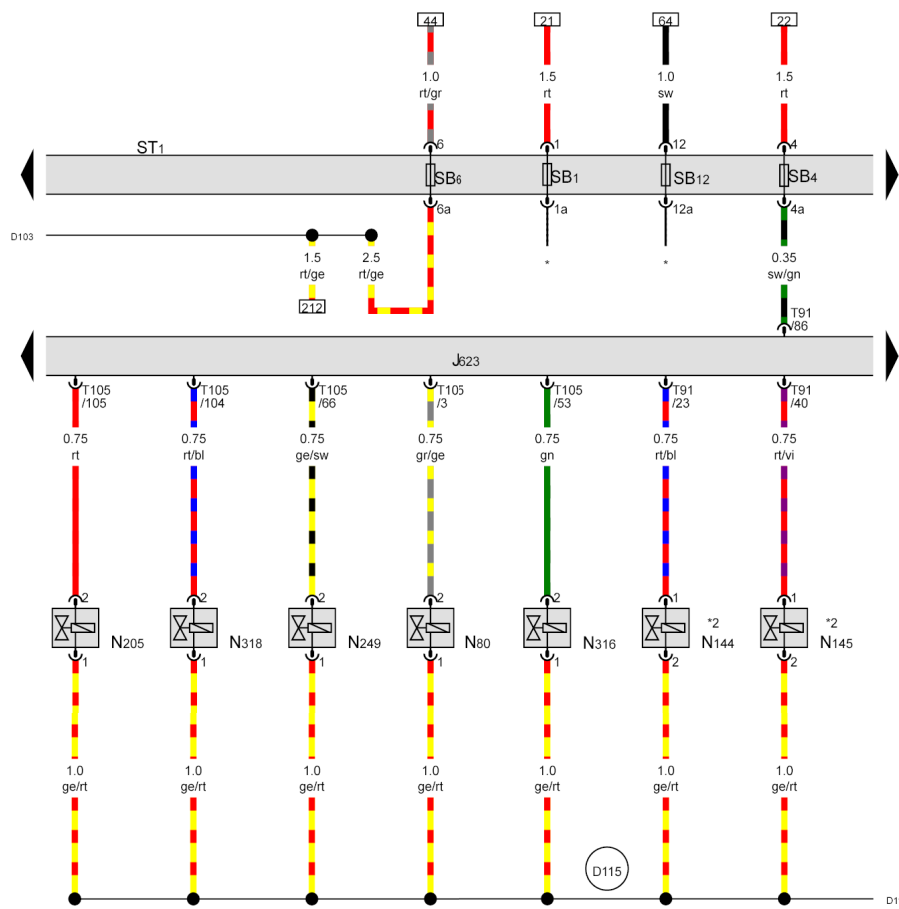 44 21 64 22
1.0 1.5 1.0 1.5
rt/gr rt sw rt
ST1 6 1 12 4
SB6 SB1 SB12 SB4
6a 1a 12a 4a
D103
1.5 2.5 * * 0.35
rt/ge rt/ge sw/gn
212 T91
/86
J623
T105 T105 T105 T105 T105 T91 T91
/105 /104 /66 /3 /53 /23 /40
0.75 0.75 0.75 0.75 0.75 0.75 0.75
rt rt/bl ge/sw gr/ge gn rt/bl rt/vi
2 2 2 2 2 1 1
*2 *2
N205 N318 N249 N80 N316 N144 N145
1 1 1 1 1 2 2
1.0 1.0 1.0 1.0 1.0 1.0 1.0
ge/rt ge/rt ge/rt ge/rt ge/rt ge/rt ge/rt
D115
D1